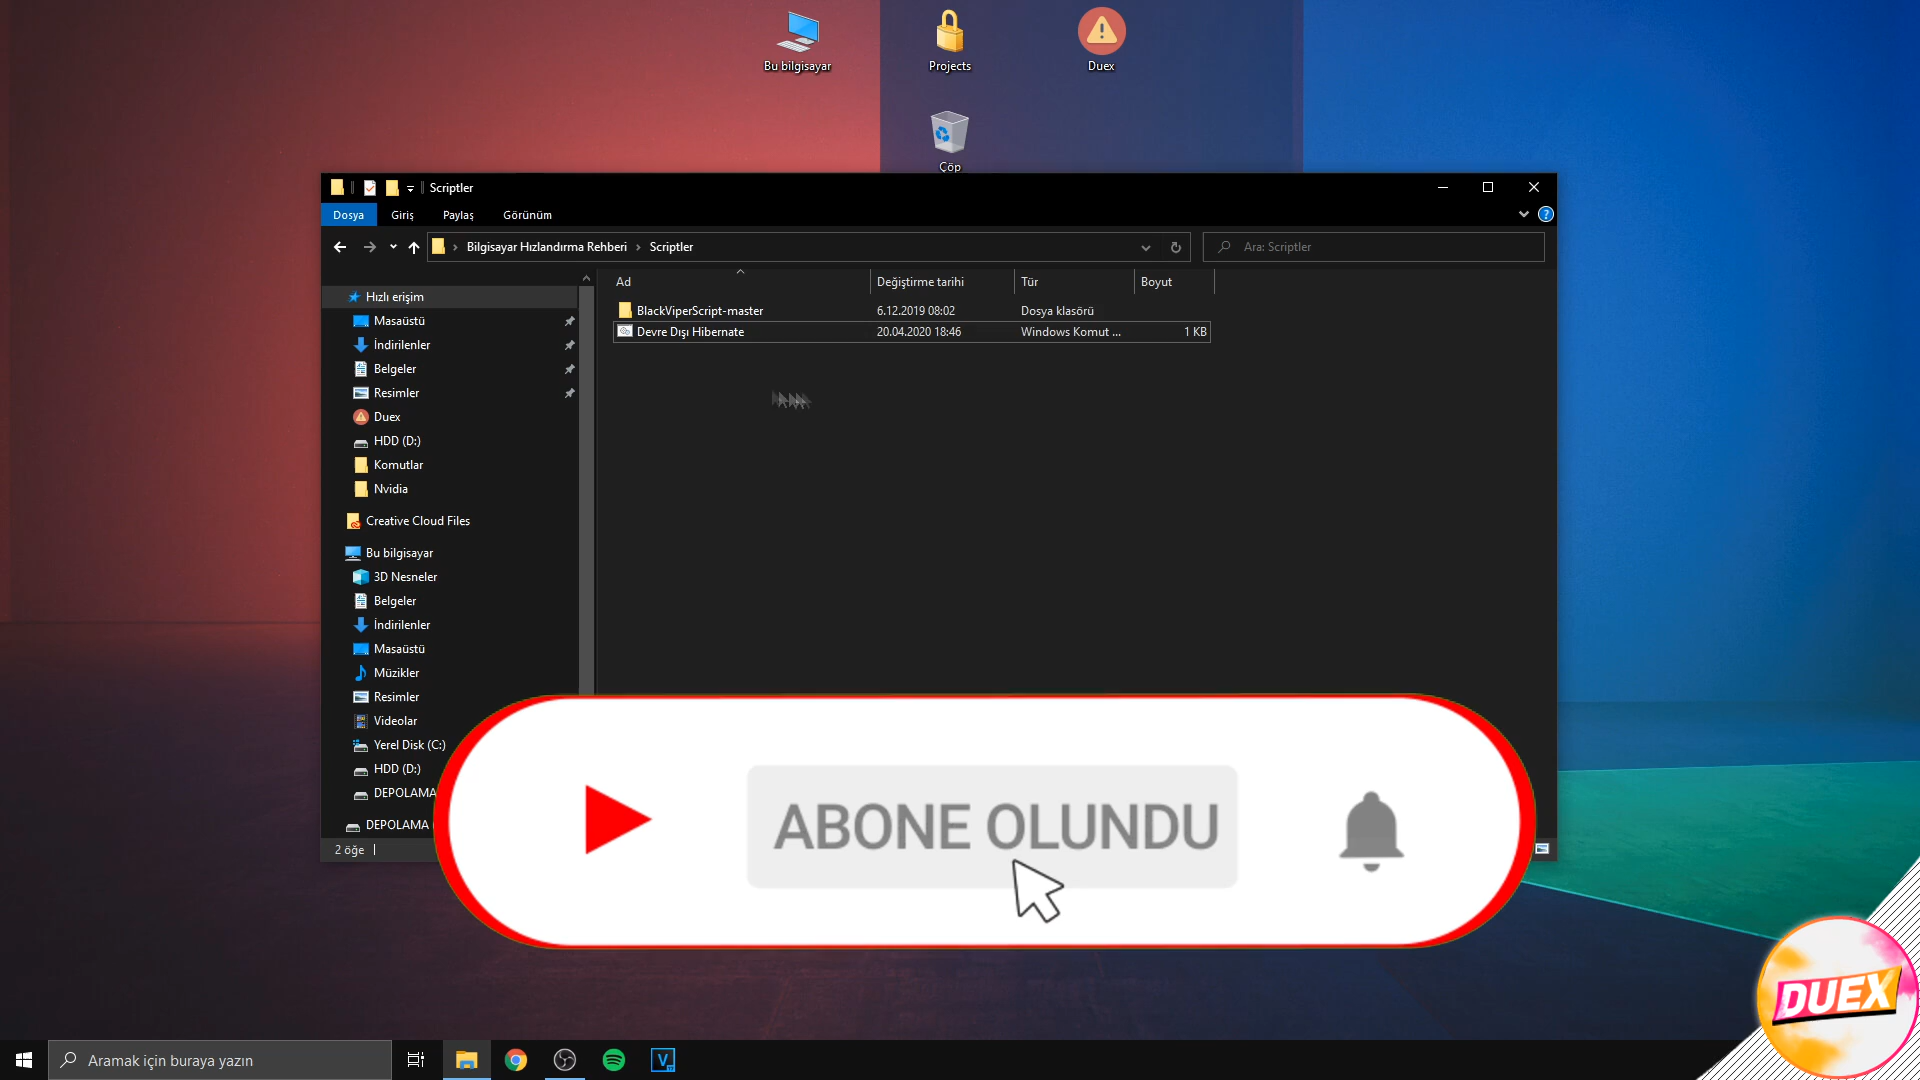 Bu bilgisayar
Projects
Duex
Çöp
Scriptler
Dosya
Giriş
Paylaş
Görünüm
?
Bilgisayar Hızlandırma Rehberi > Scriptler
Ara: Scriptler
Ad
Değiştirme tarihi
Tür
Boyut
BlackViperScript-master
6.12.2019 08:02
Dosya klasörü
Devre Dışı Hibernate
20.04.2020 18:46
Windows Komut ...
1 KB
Hızlı erişim
Masaüstü
İndirilenler
Belgeler
Resimler
Duex
HDD (D:)
Komutlar
Nvidia
Creative Cloud Files
Bu bilgisayar
3D Nesneler
Belgeler
İndirilenler
Masaüstü
Müzikler
Resimler
Videolar
Yerel Disk (C:)
HDD (D:)
DEPOLAMA
DEPOLAMA
2 öğe
ABONE OLUNDU
DUEX
Aramak için buraya yazın
V